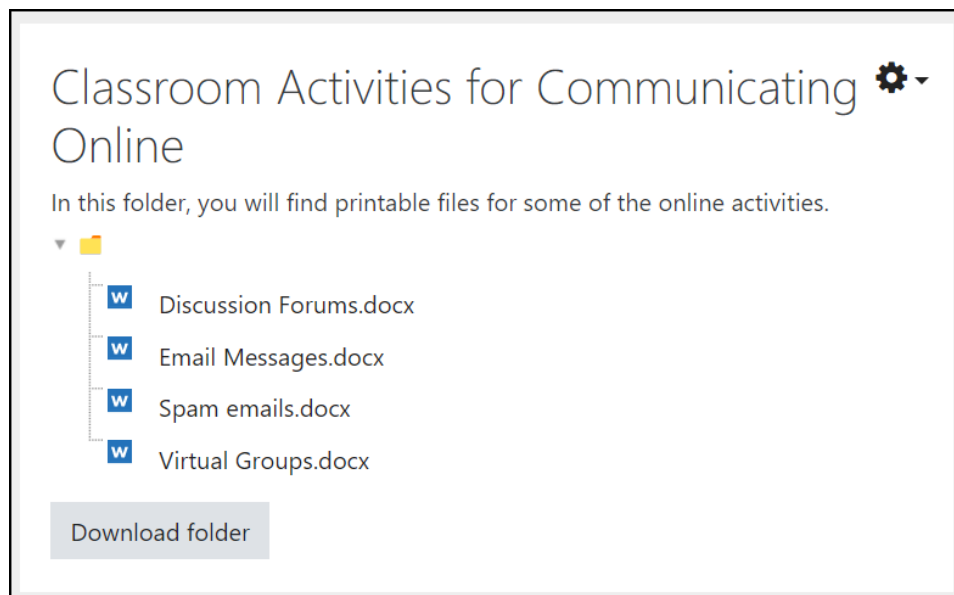 Classroom Activities for Communicating
Online
In this folder, you will find printable files for some of the online activities.
W Discussion Forums.docx
W Email Messages.docx
W Spam emails.docx
W Virtual Groups.docx
Download folder